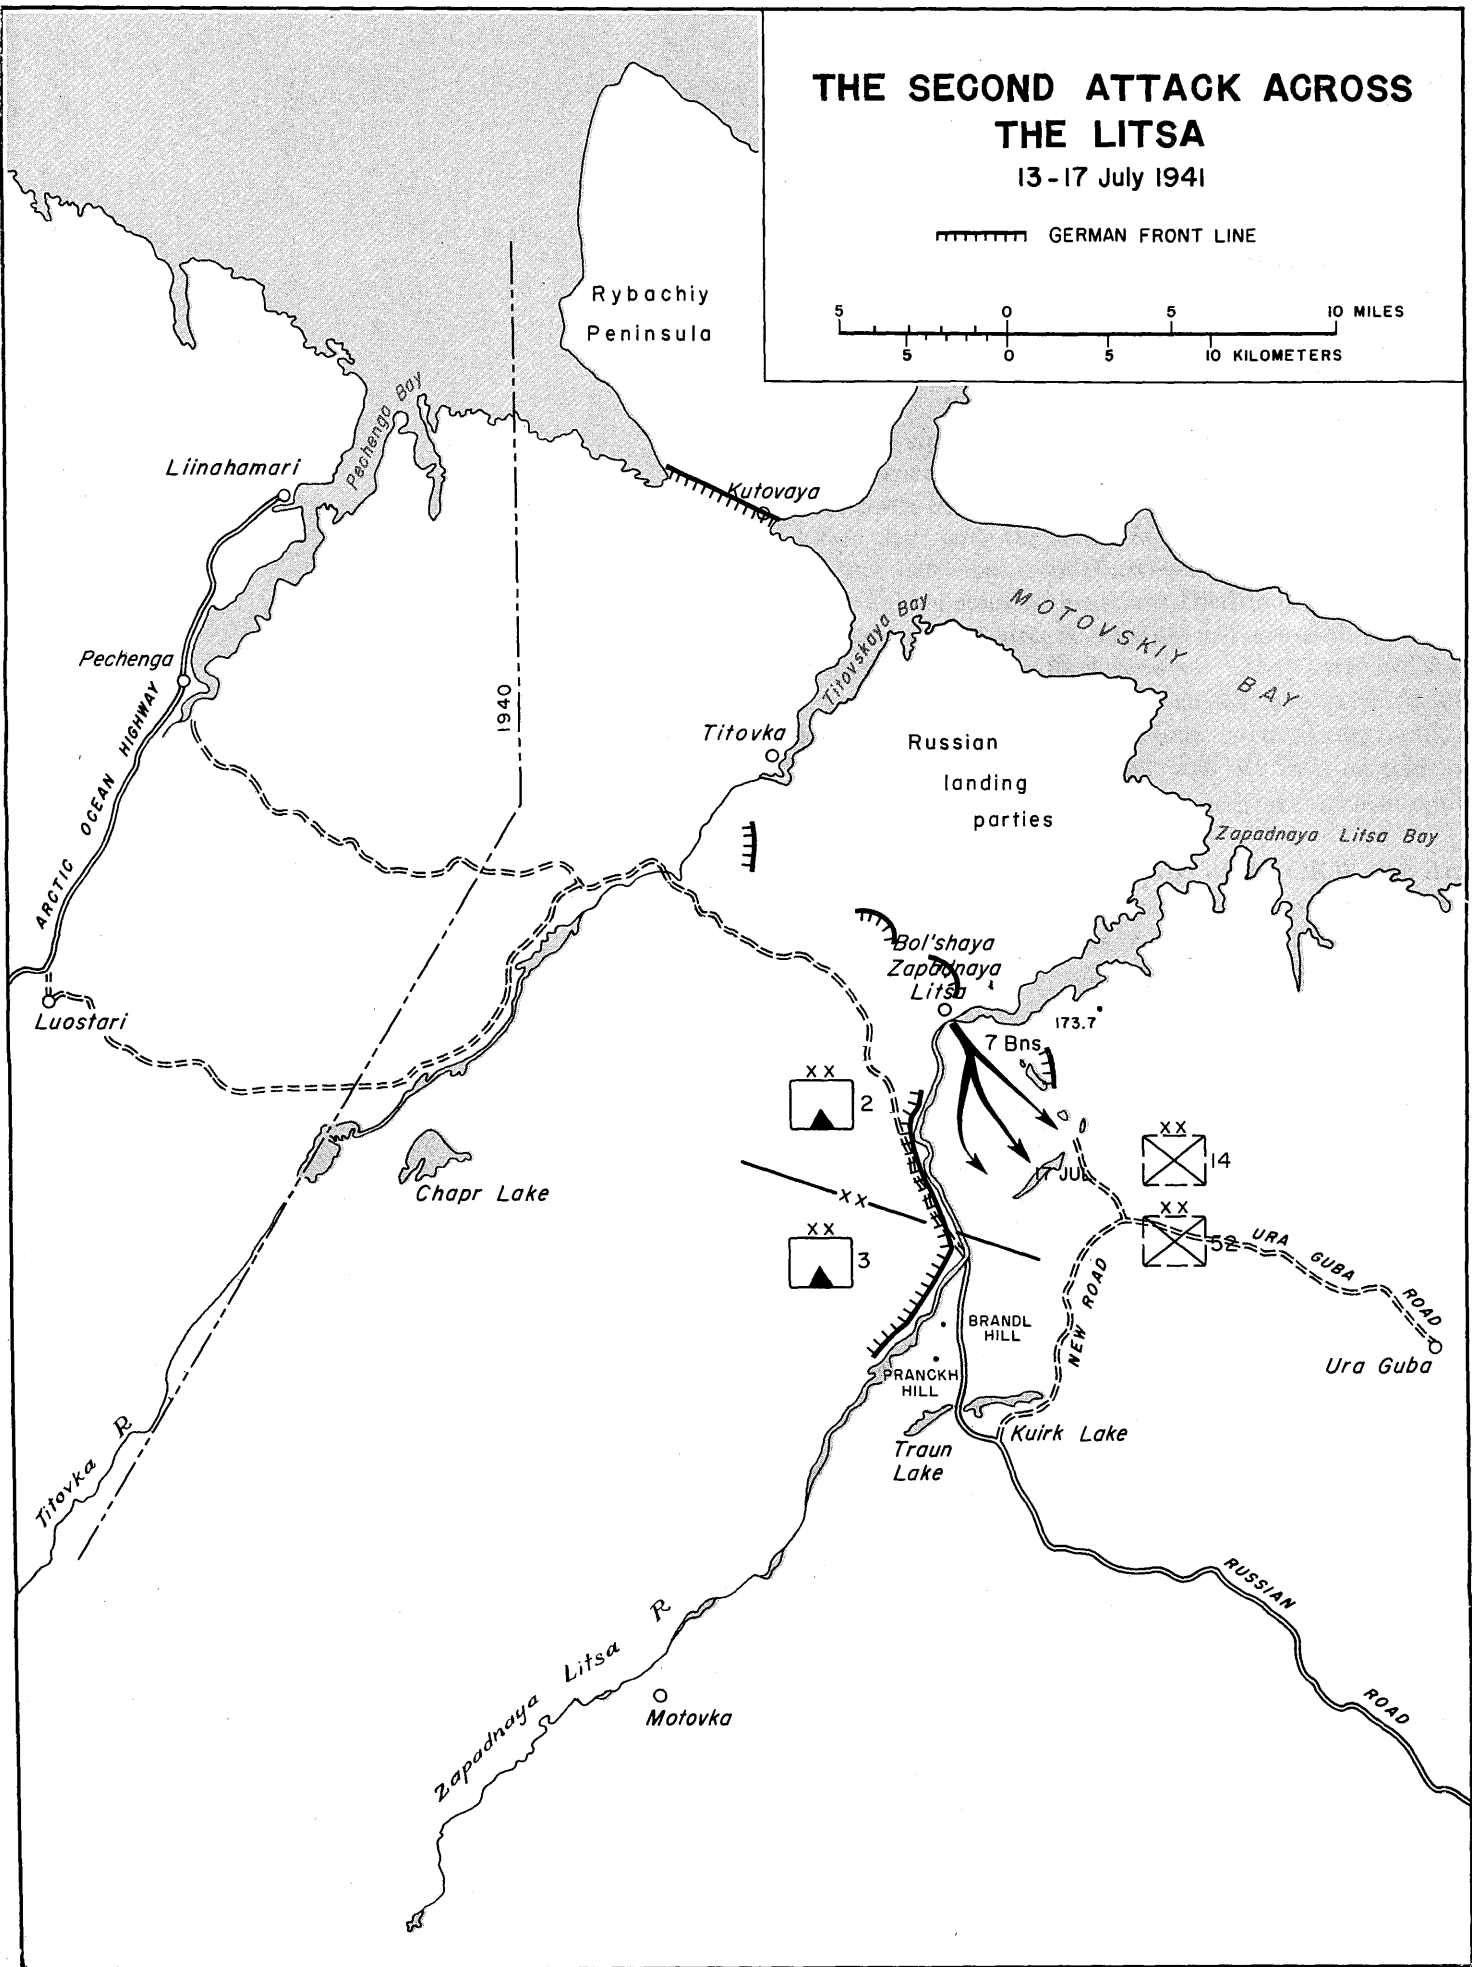 THE SECOND ATTACK ACROSS
THE LITSA
13-17 July 1941
GERMAN FRONT LINE
5 0 5 10 MILES
5 0 5 10 KILOMETERS
Rybachiy
Peninsula
Pechenga Bay
Liinahamari
Kutovaya
MOTOVSKIY
BAY
Titovskaya Bay
Pechenga
1940
Titovka
Russian
landing
parties
ARCTIC OCEAN HIGHWAY
Zapadnaya Litsa Bay
Bol'shaya
Zapadnaya
Litsa
Luostari
173.7
7 Bns
XX
2
XX
14
17 JUL
Chapr Lake
XX
XX
3
XX
52
URA GUBA ROAD
NEW ROAD
BRANDL
HILL
Ura Guba
PRANCKH
HILL
Kuirk Lake
Traun
Lake
Titovka R
RUSSIAN
ROAD
Zapadnaya Litsa R
Motovka